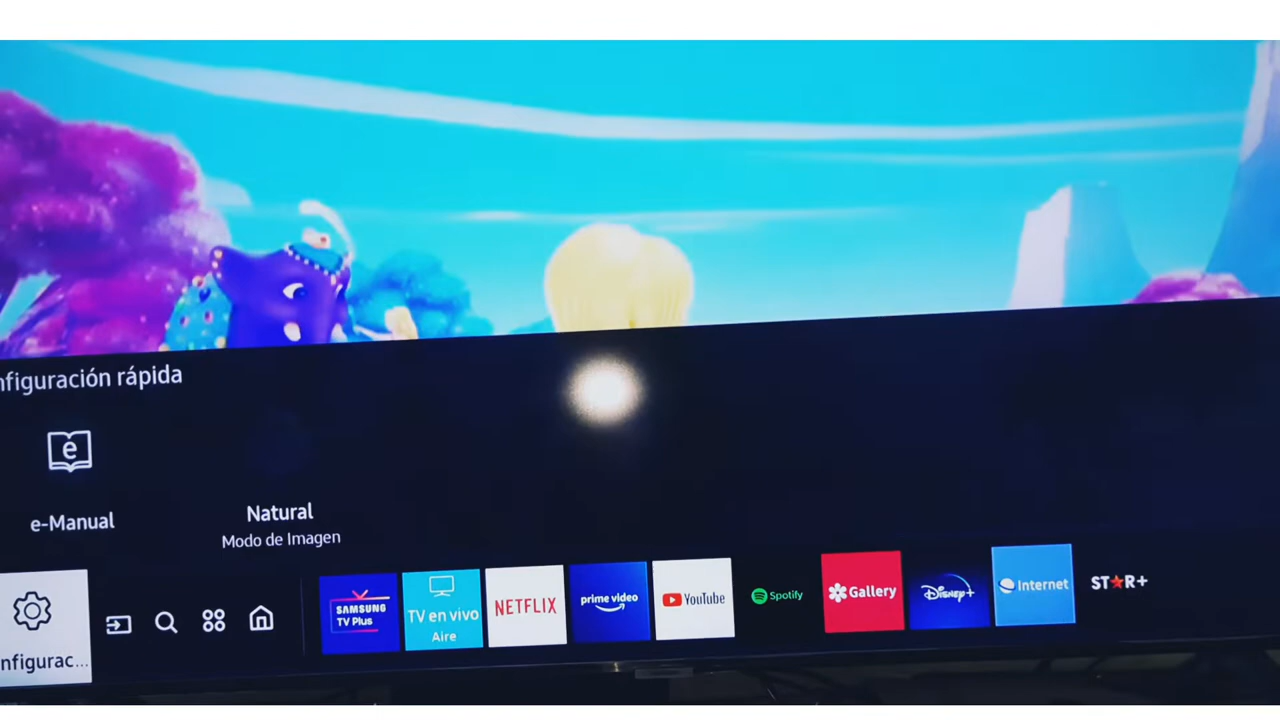 nfiguración rápida
e
e-Manual
Natural
Modo de Imagen
nfigurac...
SAMSUNG
TV Plus
TV en vivo
Aire
NETFLIX
prime video
YouTube
Spotify
Gallery
Disney+
Internet
ST★R+